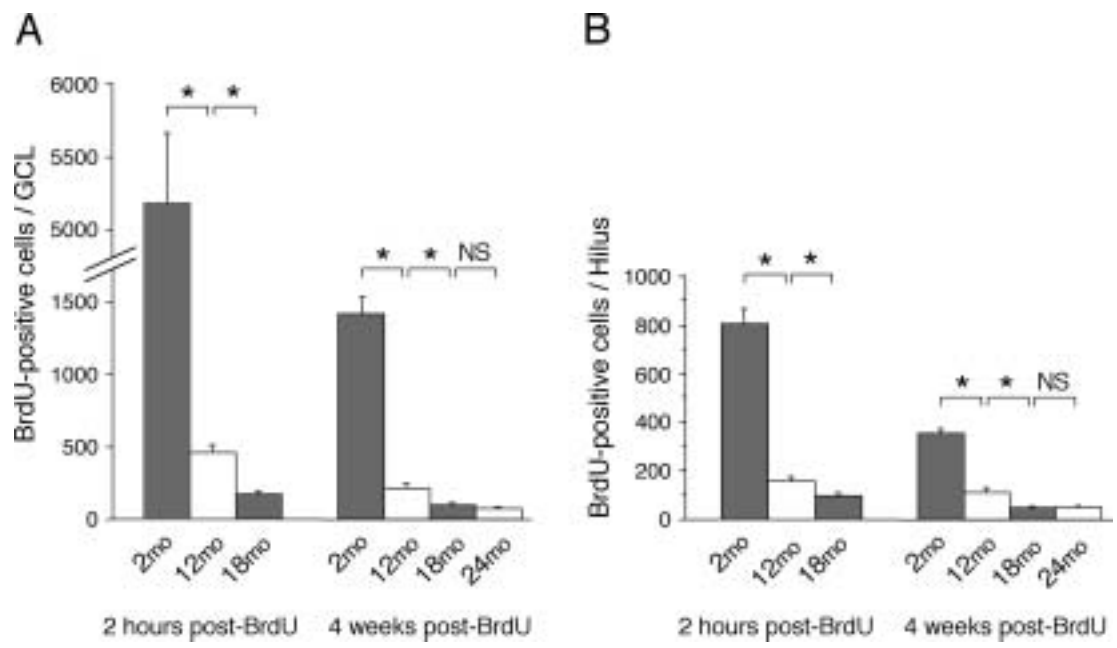 A
BrdU-positive cells / GCL
6000
5500
5000
1500
1000
500
0
* *
* * NS
2mo 12mo 18mo 2mo 12mo 18mo 24mo
2 hours post-BrdU 4 weeks post-BrdU
B
BrdU-positive cells / Hilus
1000
800
600
400
200
0
* *
* * NS
2mo 12mo 18mo 2mo 12mo 18mo 24mo
2 hours post-BrdU 4 weeks post-BrdU